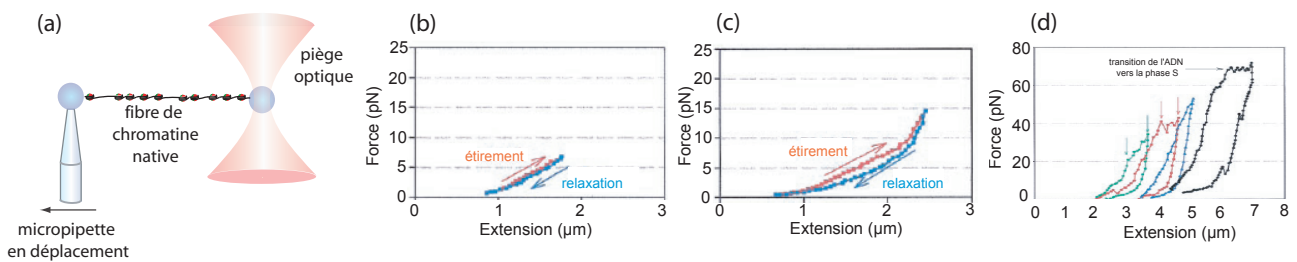 (a)
piège
optique
fibre de
chromatine
native
micropipette
en déplacement
(b)
25
20
15
10
5
0
Force (pN)
étirement
relaxation
1
2
3
Extension (µm)
(c)
25
20
15
10
5
0
Force (pN)
étirement
relaxation
0
1
2
3
Extension (µm)
(d)
80
60
40
20
0
Force (pN)
transition de l'ADN
vers la phase S
0
1
2
3
4
5
6
7
8
Extension (µm)